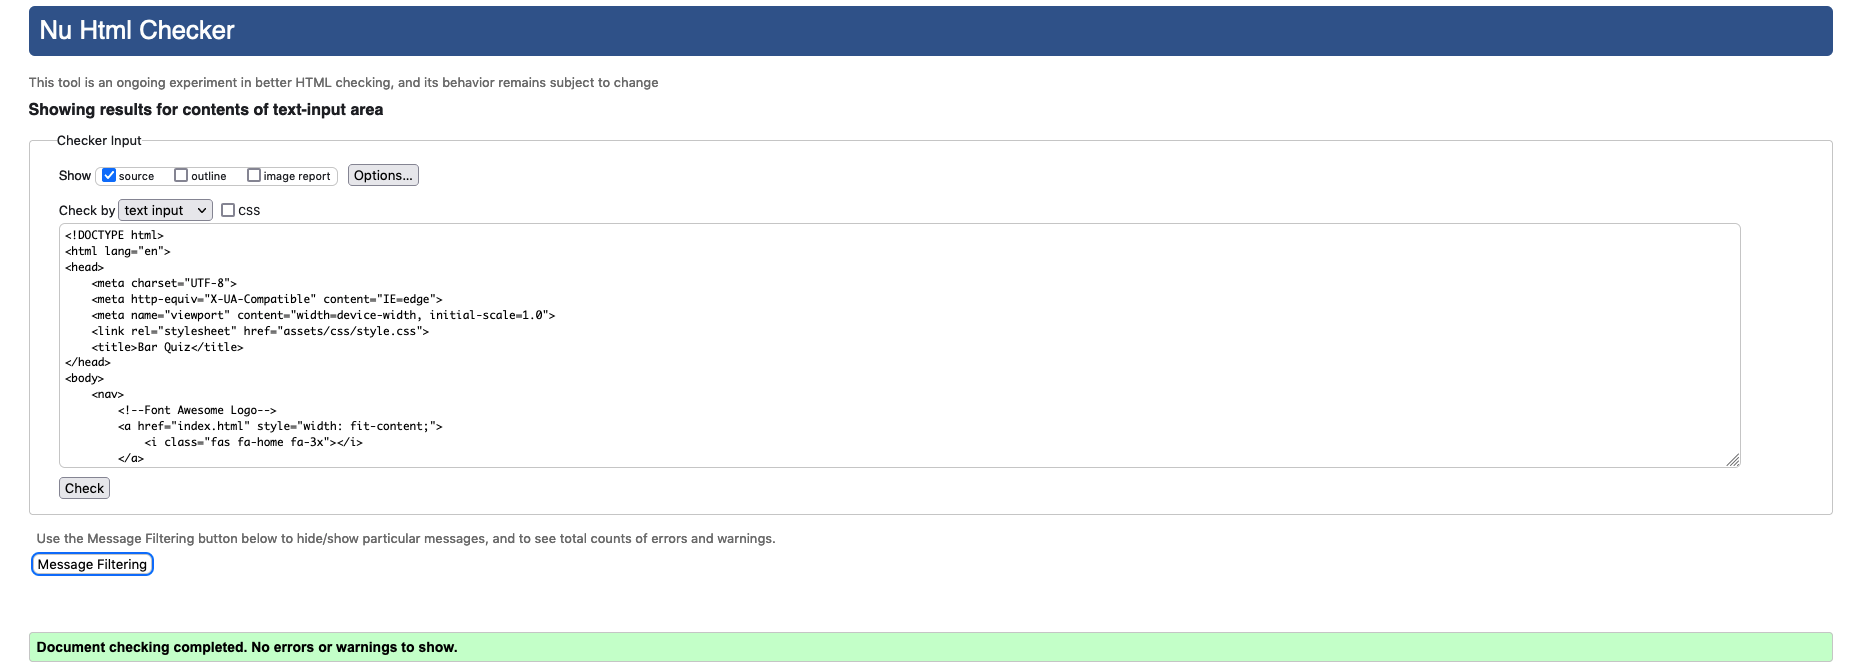 Nu Html Checker
This tool is an ongoing experiment in better HTML checking, and its behavior remains subject to change
Showing results for contents of text-input area
Checker Input
Show source outline image report Options...
Check by text input CSS
<!DOCTYPE html>
<html lang="en">
<head>
    <meta charset="UTF-8">
    <meta http-equiv="X-UA-Compatible" content="IE=edge">
    <meta name="viewport" content="width=device-width, initial-scale=1.0">
    <link rel="stylesheet" href="assets/css/style.css">
    <title>Bar Quiz</title>
</head>
<body>
    <nav>
        <!--Font Awesome Logo-->
        <a href="index.html" style="width: fit-content;">
            <i class="fas fa-home fa-3x"></i>
        </a>
Check
Use the Message Filtering button below to hide/show particular messages, and to see total counts of errors and warnings.
Message Filtering
Document checking completed. No errors or warnings to show.